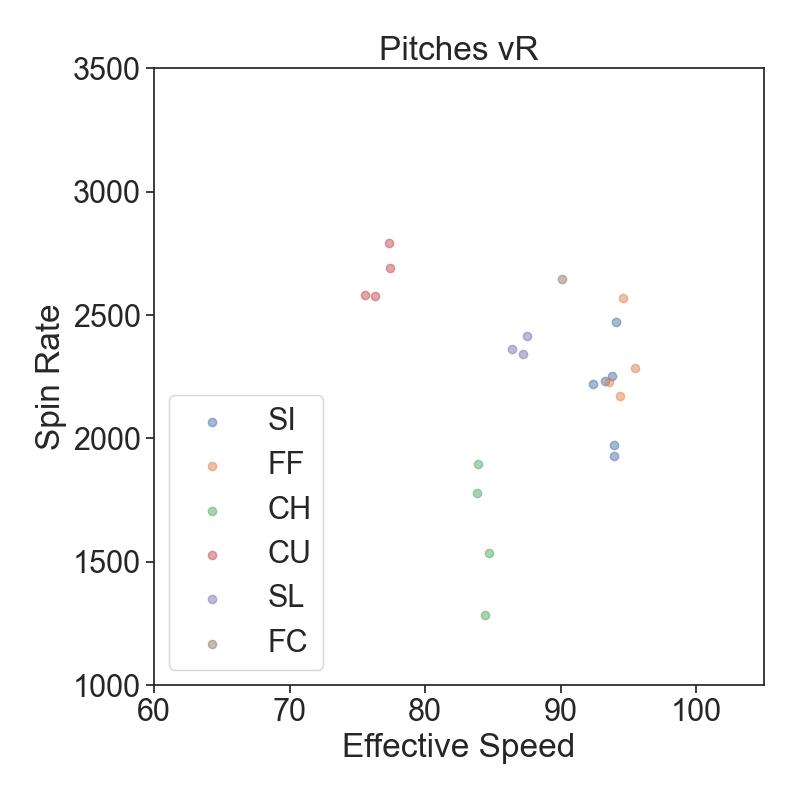 Pitches vR
3500
3000
2500
2000
1500
1000
Spin Rate
SI
FF
CH
CU
SL
FC
60 70 80 90 100
Effective Speed